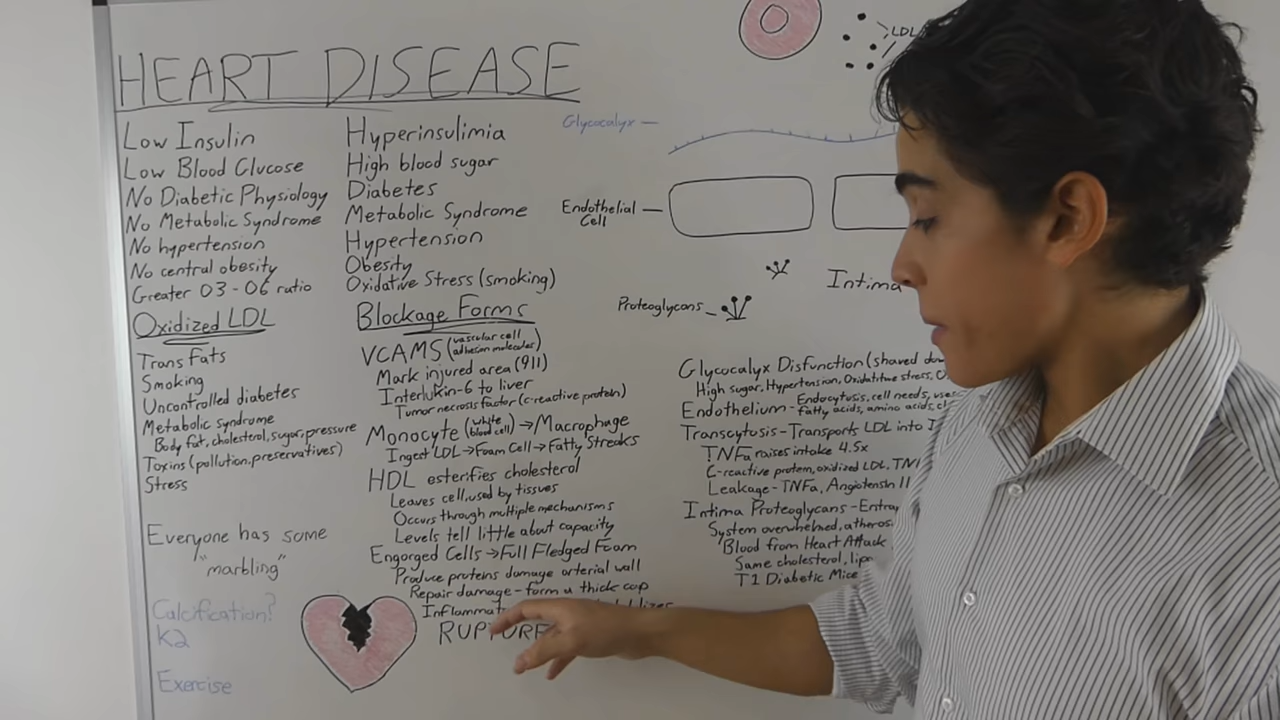 HEART DISEASE
Low Insulin
Low Blood Glucose
No Diabetic Physiology
No Metabolic Syndrome
No hypertension
No central obesity
Greater O3-O6 ratio
Oxidized LDL
Trans Fats
Smoking
Uncontrolled diabetes
Metabolic syndrome
Body fat, cholesterol, sugar, pressure
Toxins (pollution, preservatives)
Stress
Everyone has some
"marbling"
Calcification?
K2
Exercise
Hyperinsulimia
High blood sugar
Diabetes
Metabolic Syndrome
Hypertension
Obesity
Oxidative Stress (smoking)
Blockage Forms
VCAMS (vascular cell adhesion molecules)
Mark injured area (911)
Interlukin-6 to liver
Tumor necrosis factor (c-reactive protein)
Monocyte (white blood cell) → Macrophage
Ingest LDL → Foam Cell → Fatty Streaks
HDL esterifies cholesterol
Leaves cell, used by tissues
Occurs through multiple mechanisms
Levels tell little about capacity
Engorged Cells → Full Fledged Foam
Produce proteins damage arterial wall
Repair damage - form a thick cap
RUPTURE
LDL
Glycocalyx
Endothelial
Cell
Proteoglycans
Intima
Glycocalyx Disfunction (shaved
High sugar, Hypertension, Oxidatitve stress,
Endothelium - Endocytosis, cell needs,
fatty acids, amino acids,
Transcytosis - Transports LDL into
TNFa raises intake 4.5x
C-reactive protein, oxidized LDL,
Leakage - TNFa, Angiotensin II
Intima Proteoglycans -
System overwhelmed,
Blood from Heart Attack
Same cholesterol,
T1 Diabetic Mice